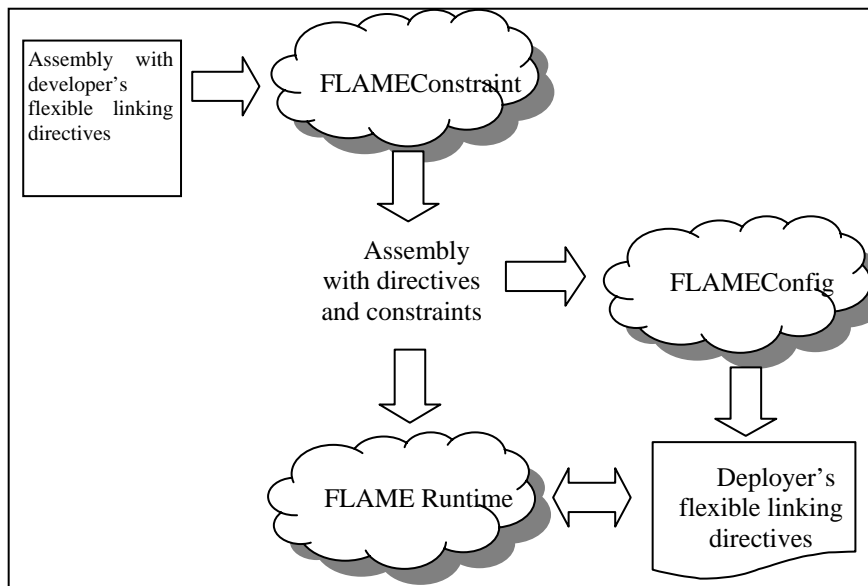 Assembly with
developer's
flexible linking
directives
FLAMEConstraint
Assembly
with directives
and constraints
FLAMEConfig
FLAME Runtime
Deployer's
flexible linking
directives